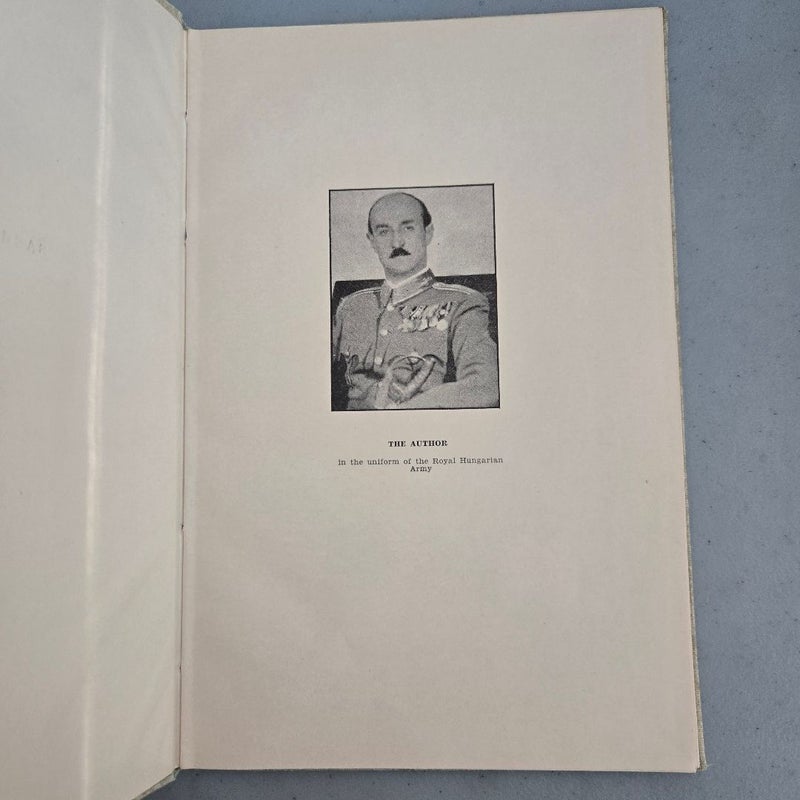 THE AUTHOR
in the uniform of the Royal Hungarian
Army